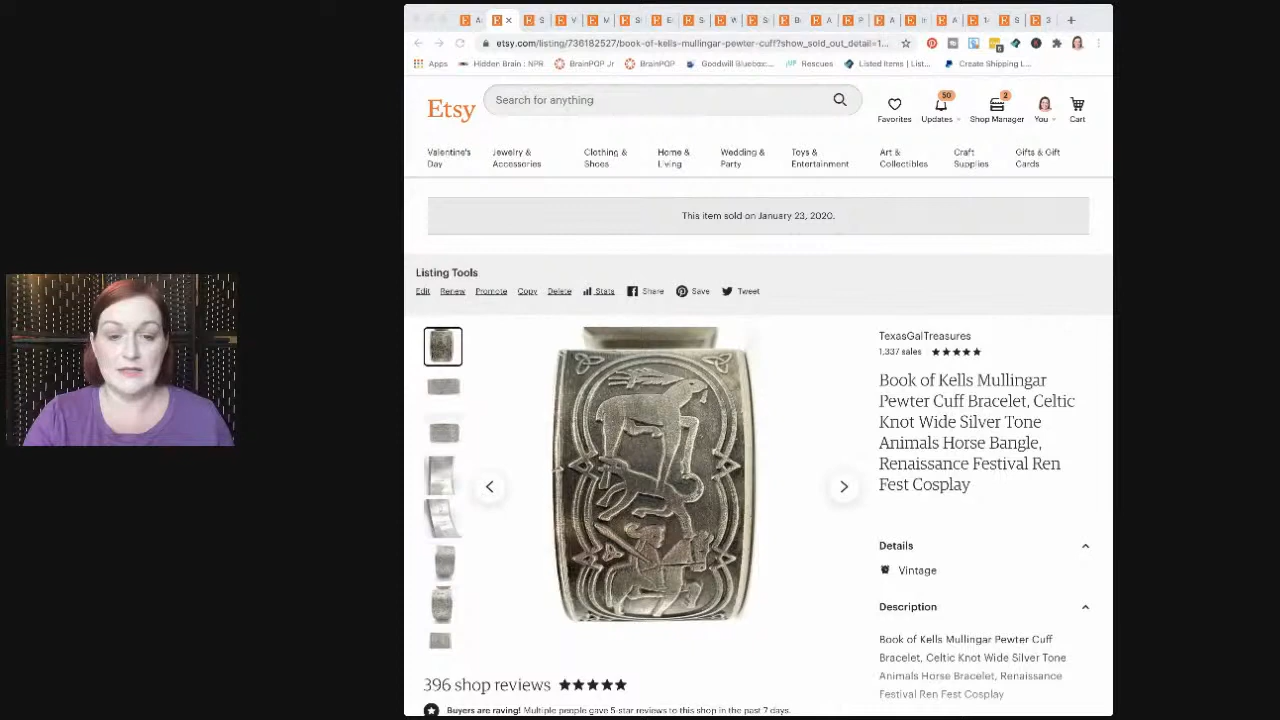 etsy.com/listing/736182527/book-of-kells-mullingar-pewter-cuff?show_sold_out_detail=1...
Apps
Hidden Brain : NPR
BrainPOP Jr
BrainPOP
Goodwill Bluebox:...
Rescues
Listed Items | List...
Create Shipping L...
Etsy
Search for anything
50
2
Favorites
Updates
Shop Manager
You
Cart
Valentine's Day
Jewelry & Accessories
Clothing & Shoes
Home & Living
Wedding & Party
Toys & Entertainment
Art & Collectibles
Craft Supplies
Gifts & Gift Cards
This item sold on January 23, 2020.
Listing Tools
Edit Renew Promote Copy Delete Stats Share Save Tweet
TexasGalTreasures
1,337 sales
Book of Kells Mullingar
Pewter Cuff Bracelet, Celtic
Knot Wide Silver Tone
Animals Horse Bangle,
Renaissance Festival Ren
Fest Cosplay
Details
Vintage
Description
Book of Kells Mullingar Pewter Cuff
Bracelet, Celtic Knot Wide Silver Tone
Animals Horse Bracelet, Renaissance
Festival Ren Fest Cosplay
396 shop reviews
Buyers are raving! Multiple people gave 5-star reviews to this shop in the past 7 days.